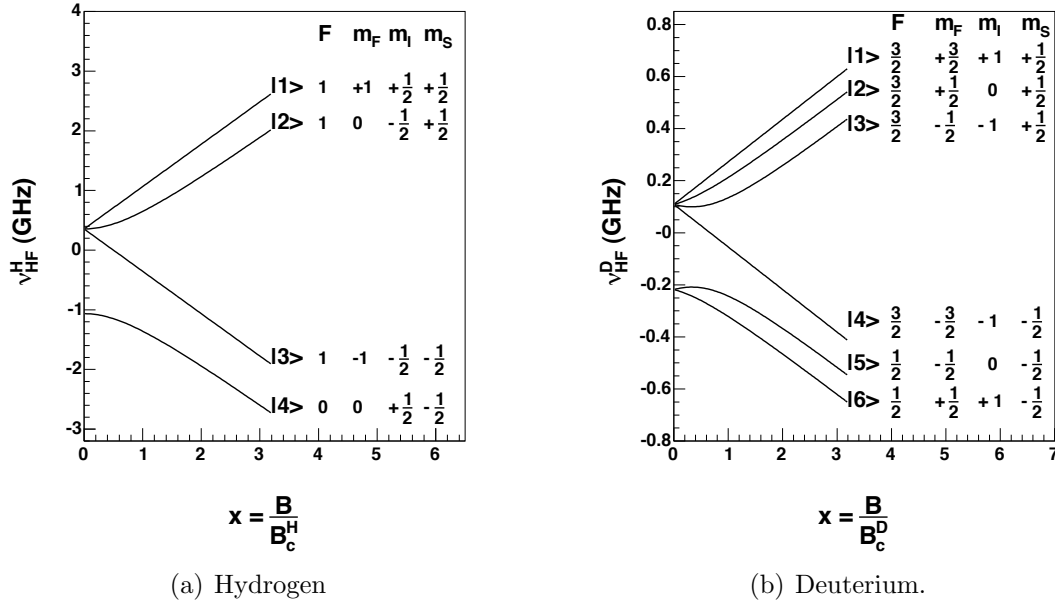 4
3
2
1
0
-1
-2
-3
0 1 2 3 4 5 6
ν_HF^H (GHz)
F m_F m_I m_S
|1> 1 +1 +1/2 +1/2
|2> 1 0 -1/2 +1/2
|3> 1 -1 -1/2 -1/2
|4> 0 0 +1/2 -1/2
x = B/B_c^H
(a) Hydrogen
0.8
0.6
0.4
0.2
-0
-0.2
-0.4
-0.6
-0.8
0 1 2 3 4 5 6 7
ν_HF^D (GHz)
F m_F m_I m_S
|1> 3/2 +3/2 +1 +1/2
|2> 3/2 +1/2 0 +1/2
|3> 3/2 -1/2 -1 +1/2
|4> 3/2 -3/2 -1 -1/2
|5> 1/2 -1/2 0 -1/2
|6> 1/2 +1/2 +1 -1/2
x = B/B_c^D
(b) Deuterium.